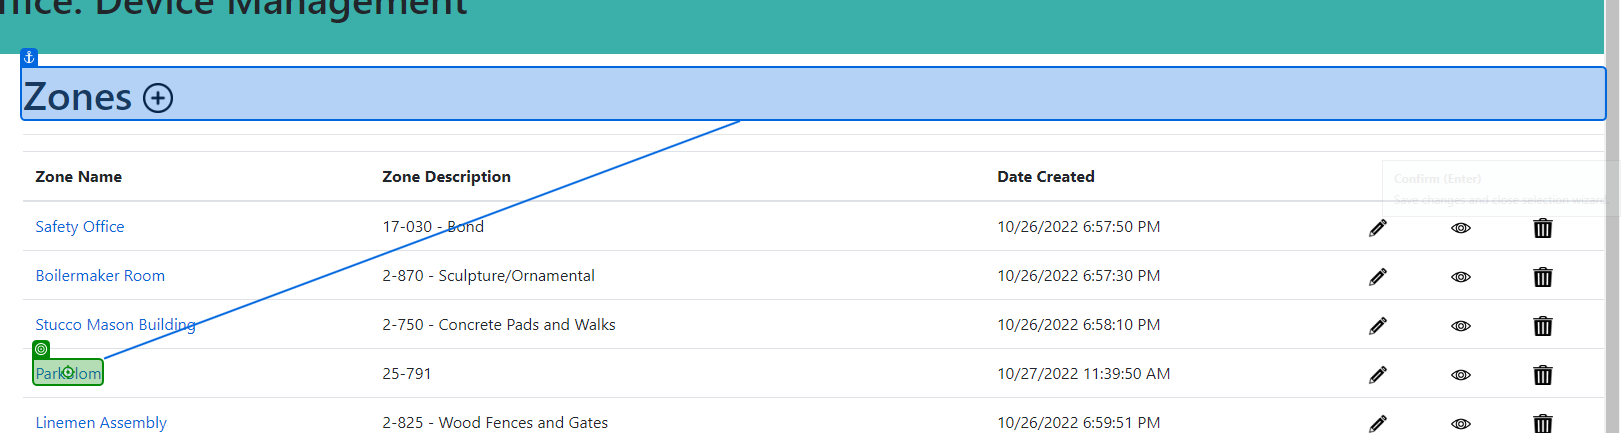 ffice: Device Management
Zones
Zone Name Zone Description Date Created
Confirm (Enter)
Save changes and close selection wizard
Safety Office 17-030 - Bond 10/26/2022 6:57:50 PM
Boilermaker Room 2-870 - Sculpture/Ornamental 10/26/2022 6:57:30 PM
Stucco Mason Building 2-750 - Concrete Pads and Walks 10/26/2022 6:58:10 PM
25-791 10/27/2022 11:39:50 AM
Linemen Assembly 2-825 - Wood Fences and Gates 10/26/2022 6:59:51 PM